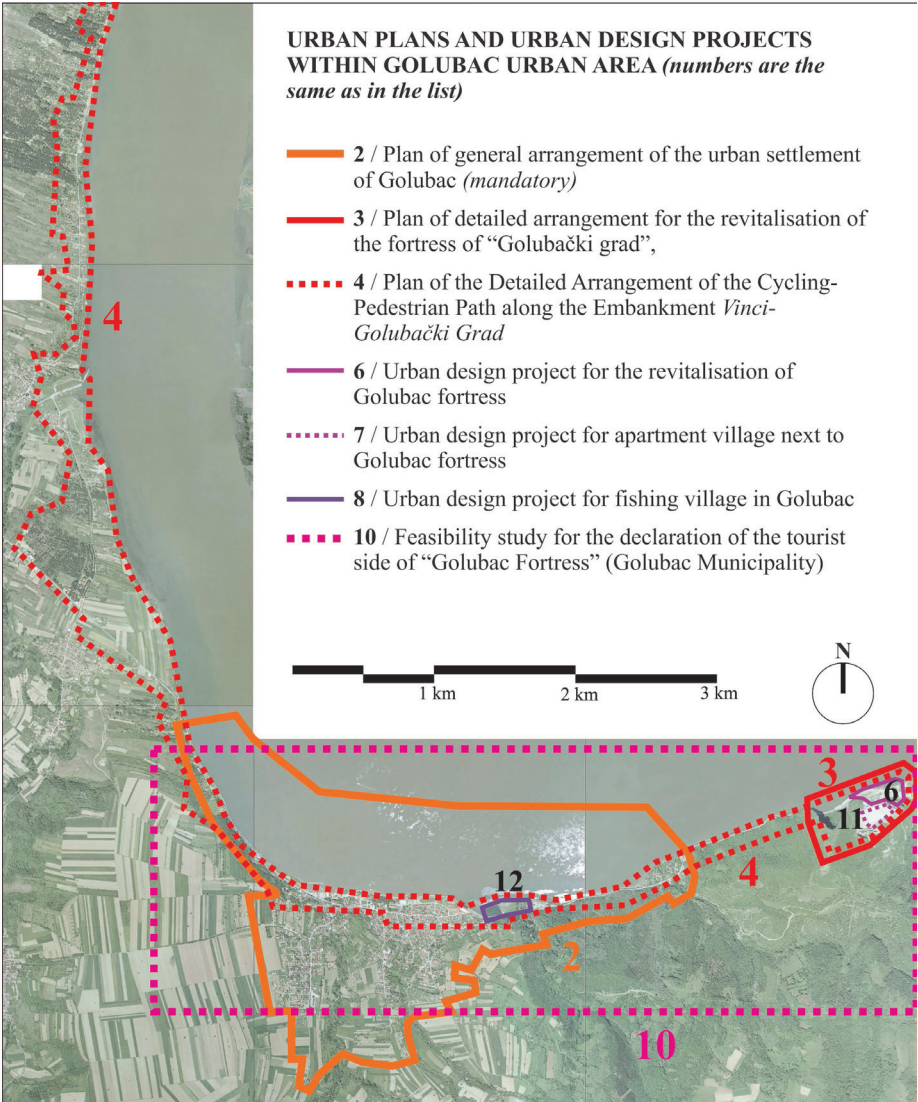 URBAN PLANS AND URBAN DESIGN PROJECTS
WITHIN GOLUBAC URBAN AREA (numbers are the
same as in the list)
2 / Plan of general arrangement of the urban settlement
of Golubac (mandatory)
3 / Plan of detailed arrangement for the revitalisation of
the fortress of “Golubački grad”,
4 / Plan of the Detailed Arrangement of the Cycling-
Pedestrian Path along the Embankment Vinci-
Golubački Grad
6 / Urban design project for the revitalisation of
Golubac fortress
7 / Urban design project for apartment village next to
Golubac fortress
8 / Urban design project for fishing village in Golubac
10 / Feasibility study for the declaration of the tourist
side of “Golubac Fortress” (Golubac Municipality)
1 km
2 km
3 km
N
4
3
6
11
4
12
2
10